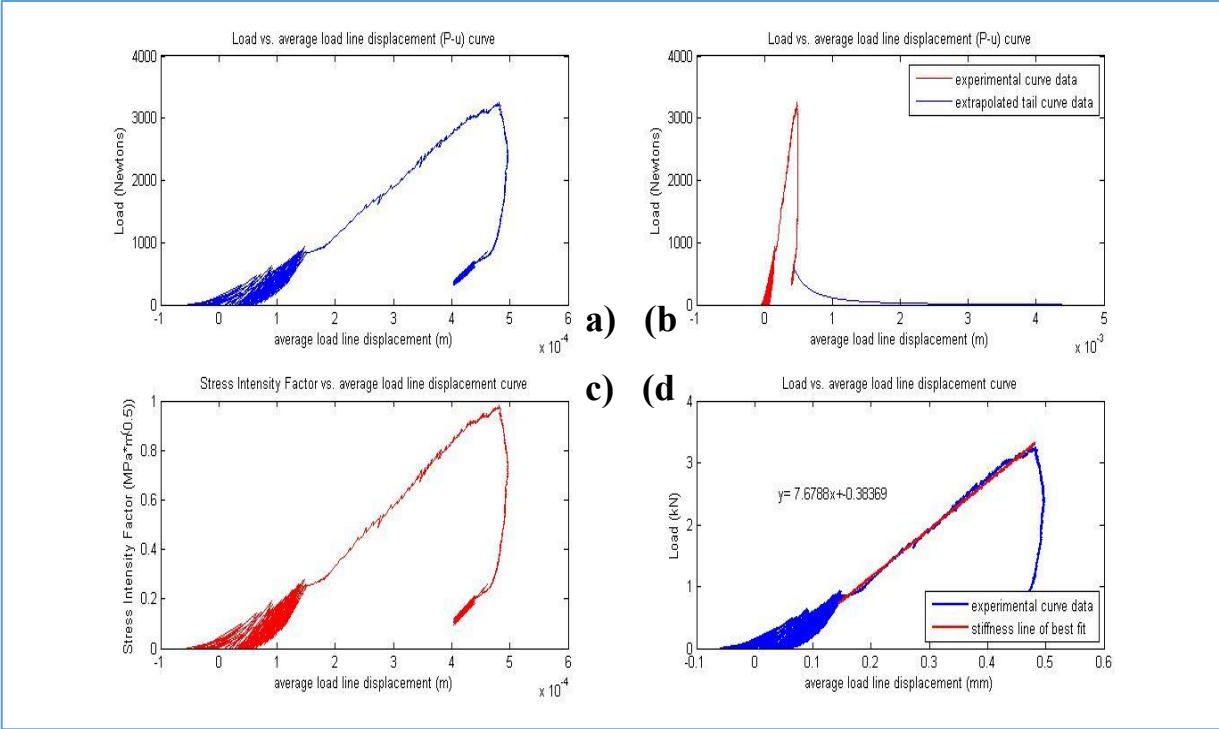 Load vs. average load line displacement (P-u) curve
4000
3000
2000
1000
0
Load (Newtons)
-1 0 1 2 3 4 5 6
average load line displacement (m)
x 10^-4
a)
Load vs. average load line displacement (P-u) curve
4000
3000
2000
1000
0
Load (Newtons)
experimental curve data
extrapolated tail curve data
-1 0 1 2 3 4 5
average load line displacement (m)
x 10^-3
(b
Stress Intensity Factor vs. average load line displacement curve
1
0.8
0.6
0.4
0.2
0
Stress Intensity Factor (MPa*m^(0.5))
-1 0 1 2 3 4 5 6
average load line displacement (m)
x 10^-4
c)
(d
Load vs. average load line displacement curve
4
3
2
1
0
Load (kN)
y= 7.6788x+-0.38369
experimental curve data
stiffness line of best fit
-0.1 0 0.1 0.2 0.3 0.4 0.5 0.6
average load line displacement (mm)